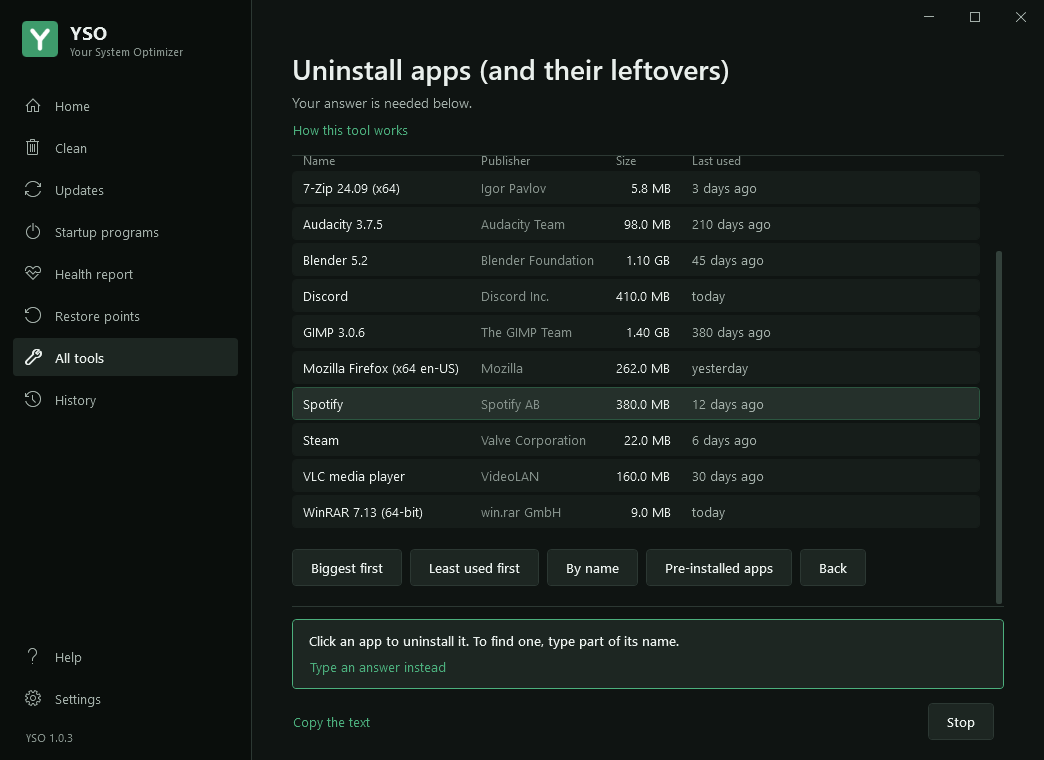 YSO
Your System Optimizer
Home
Clean
Updates
Startup programs
Health report
Restore points
All tools
History
Help
Settings
YSO 1.0.3
Uninstall apps (and their leftovers)
Your answer is needed below.
How this tool works
Name Publisher Size Last used
7-Zip 24.09 (x64) Igor Pavlov 5.8 MB 3 days ago
Audacity 3.7.5 Audacity Team 98.0 MB 210 days ago
Blender 5.2 Blender Foundation 1.10 GB 45 days ago
Discord Discord Inc. 410.0 MB today
GIMP 3.0.6 The GIMP Team 1.40 GB 380 days ago
Mozilla Firefox (x64 en-US) Mozilla 262.0 MB yesterday
Spotify Spotify AB 380.0 MB 12 days ago
Steam Valve Corporation 22.0 MB 6 days ago
VLC media player VideoLAN 160.0 MB 30 days ago
WinRAR 7.13 (64-bit) win.rar GmbH 9.0 MB today
Biggest first Least used first By name Pre-installed apps Back
Click an app to uninstall it. To find one, type part of its name.
Type an answer instead
Copy the text
Stop